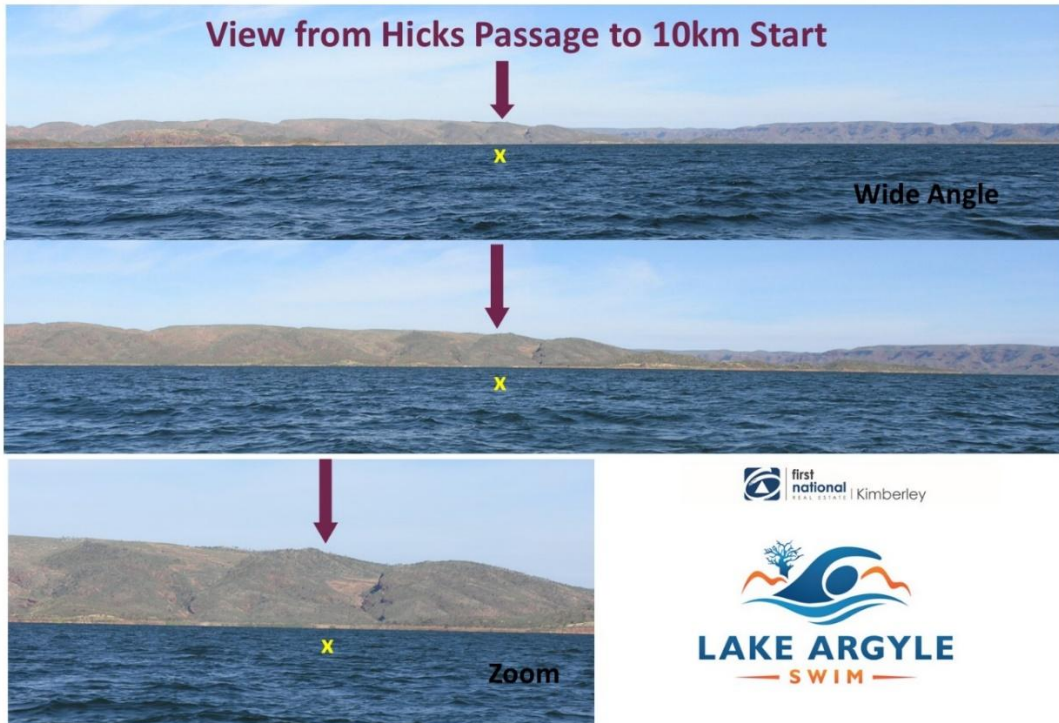 View from Hicks Passage to 10km Start
x
Wide Angle
x
x
Zoom
first
national
REAL ESTATE
Kimberley
LAKE ARGYLE
SWIM